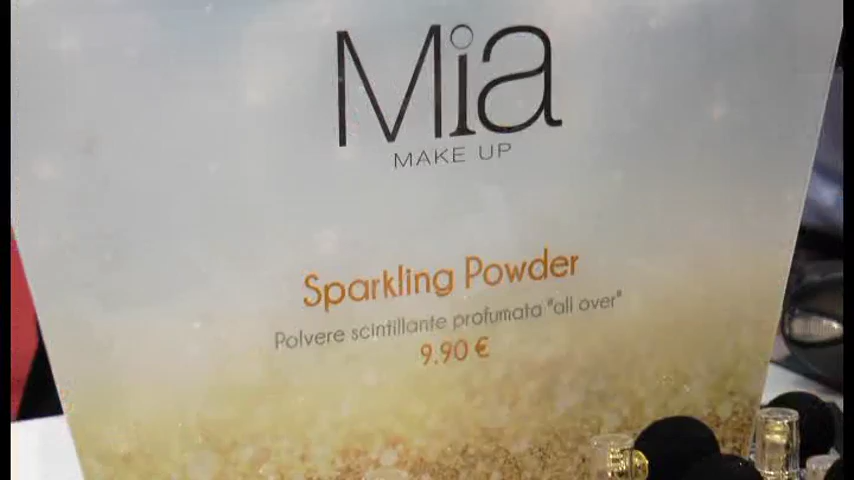 Mia
MAKE UP
Sparkling Powder
Polvere scintillante profumata "all over"
9.90 €